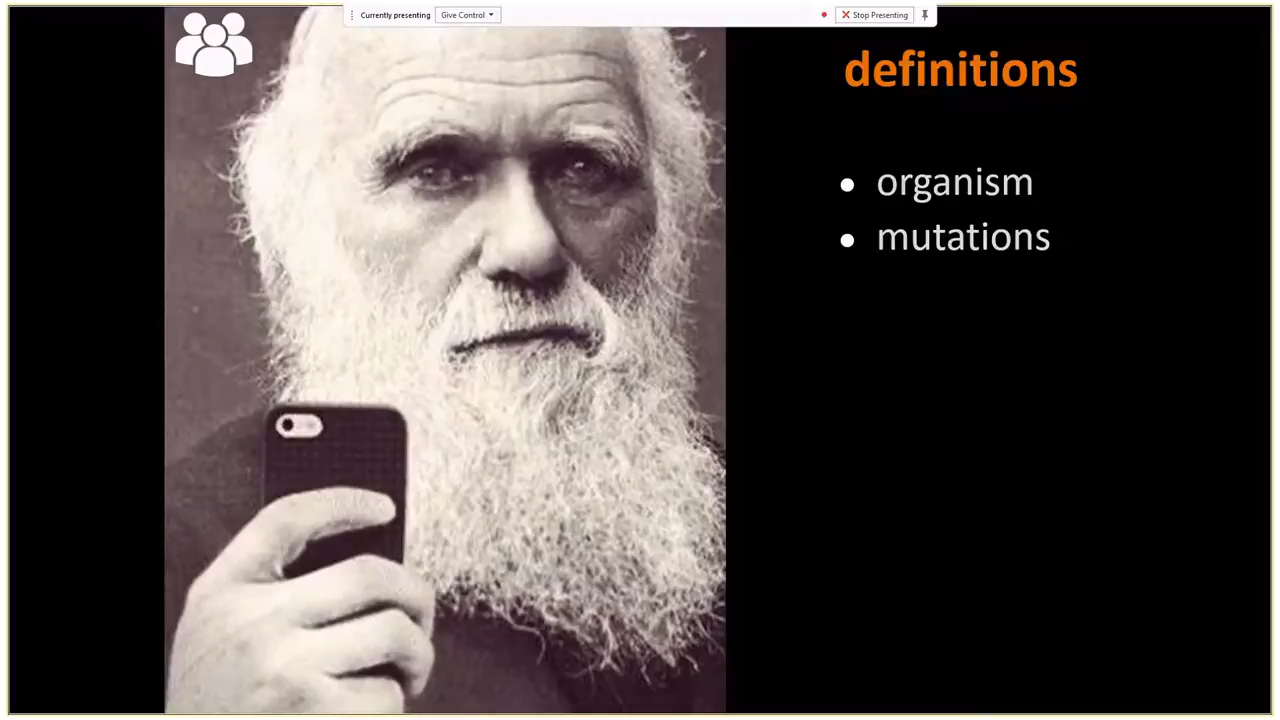 Currently presenting
Give Control
Stop Presenting
definitions
• organism
• mutations